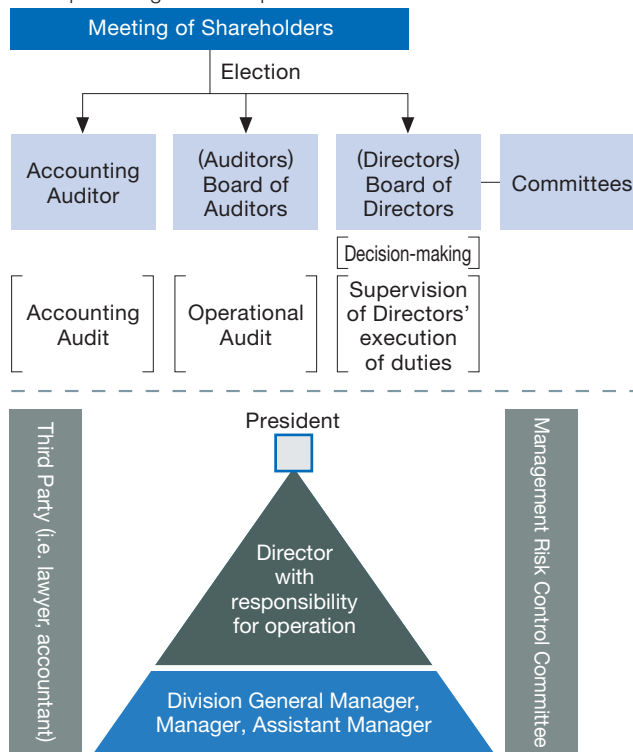 Meeting of Shareholders
Election
Accounting
Auditor
(Auditors)
Board of
Auditors
(Directors)
Board of
Directors
Committees
Decision-making
Accounting
Audit
Operational
Audit
Supervision
of Directors’
execution
of duties
President
Third Party (i.e. lawyer, accountant)
Director
with
responsibility
for operation
Division General Manager,
Manager, Assistant Manager
Management Risk Control Committee